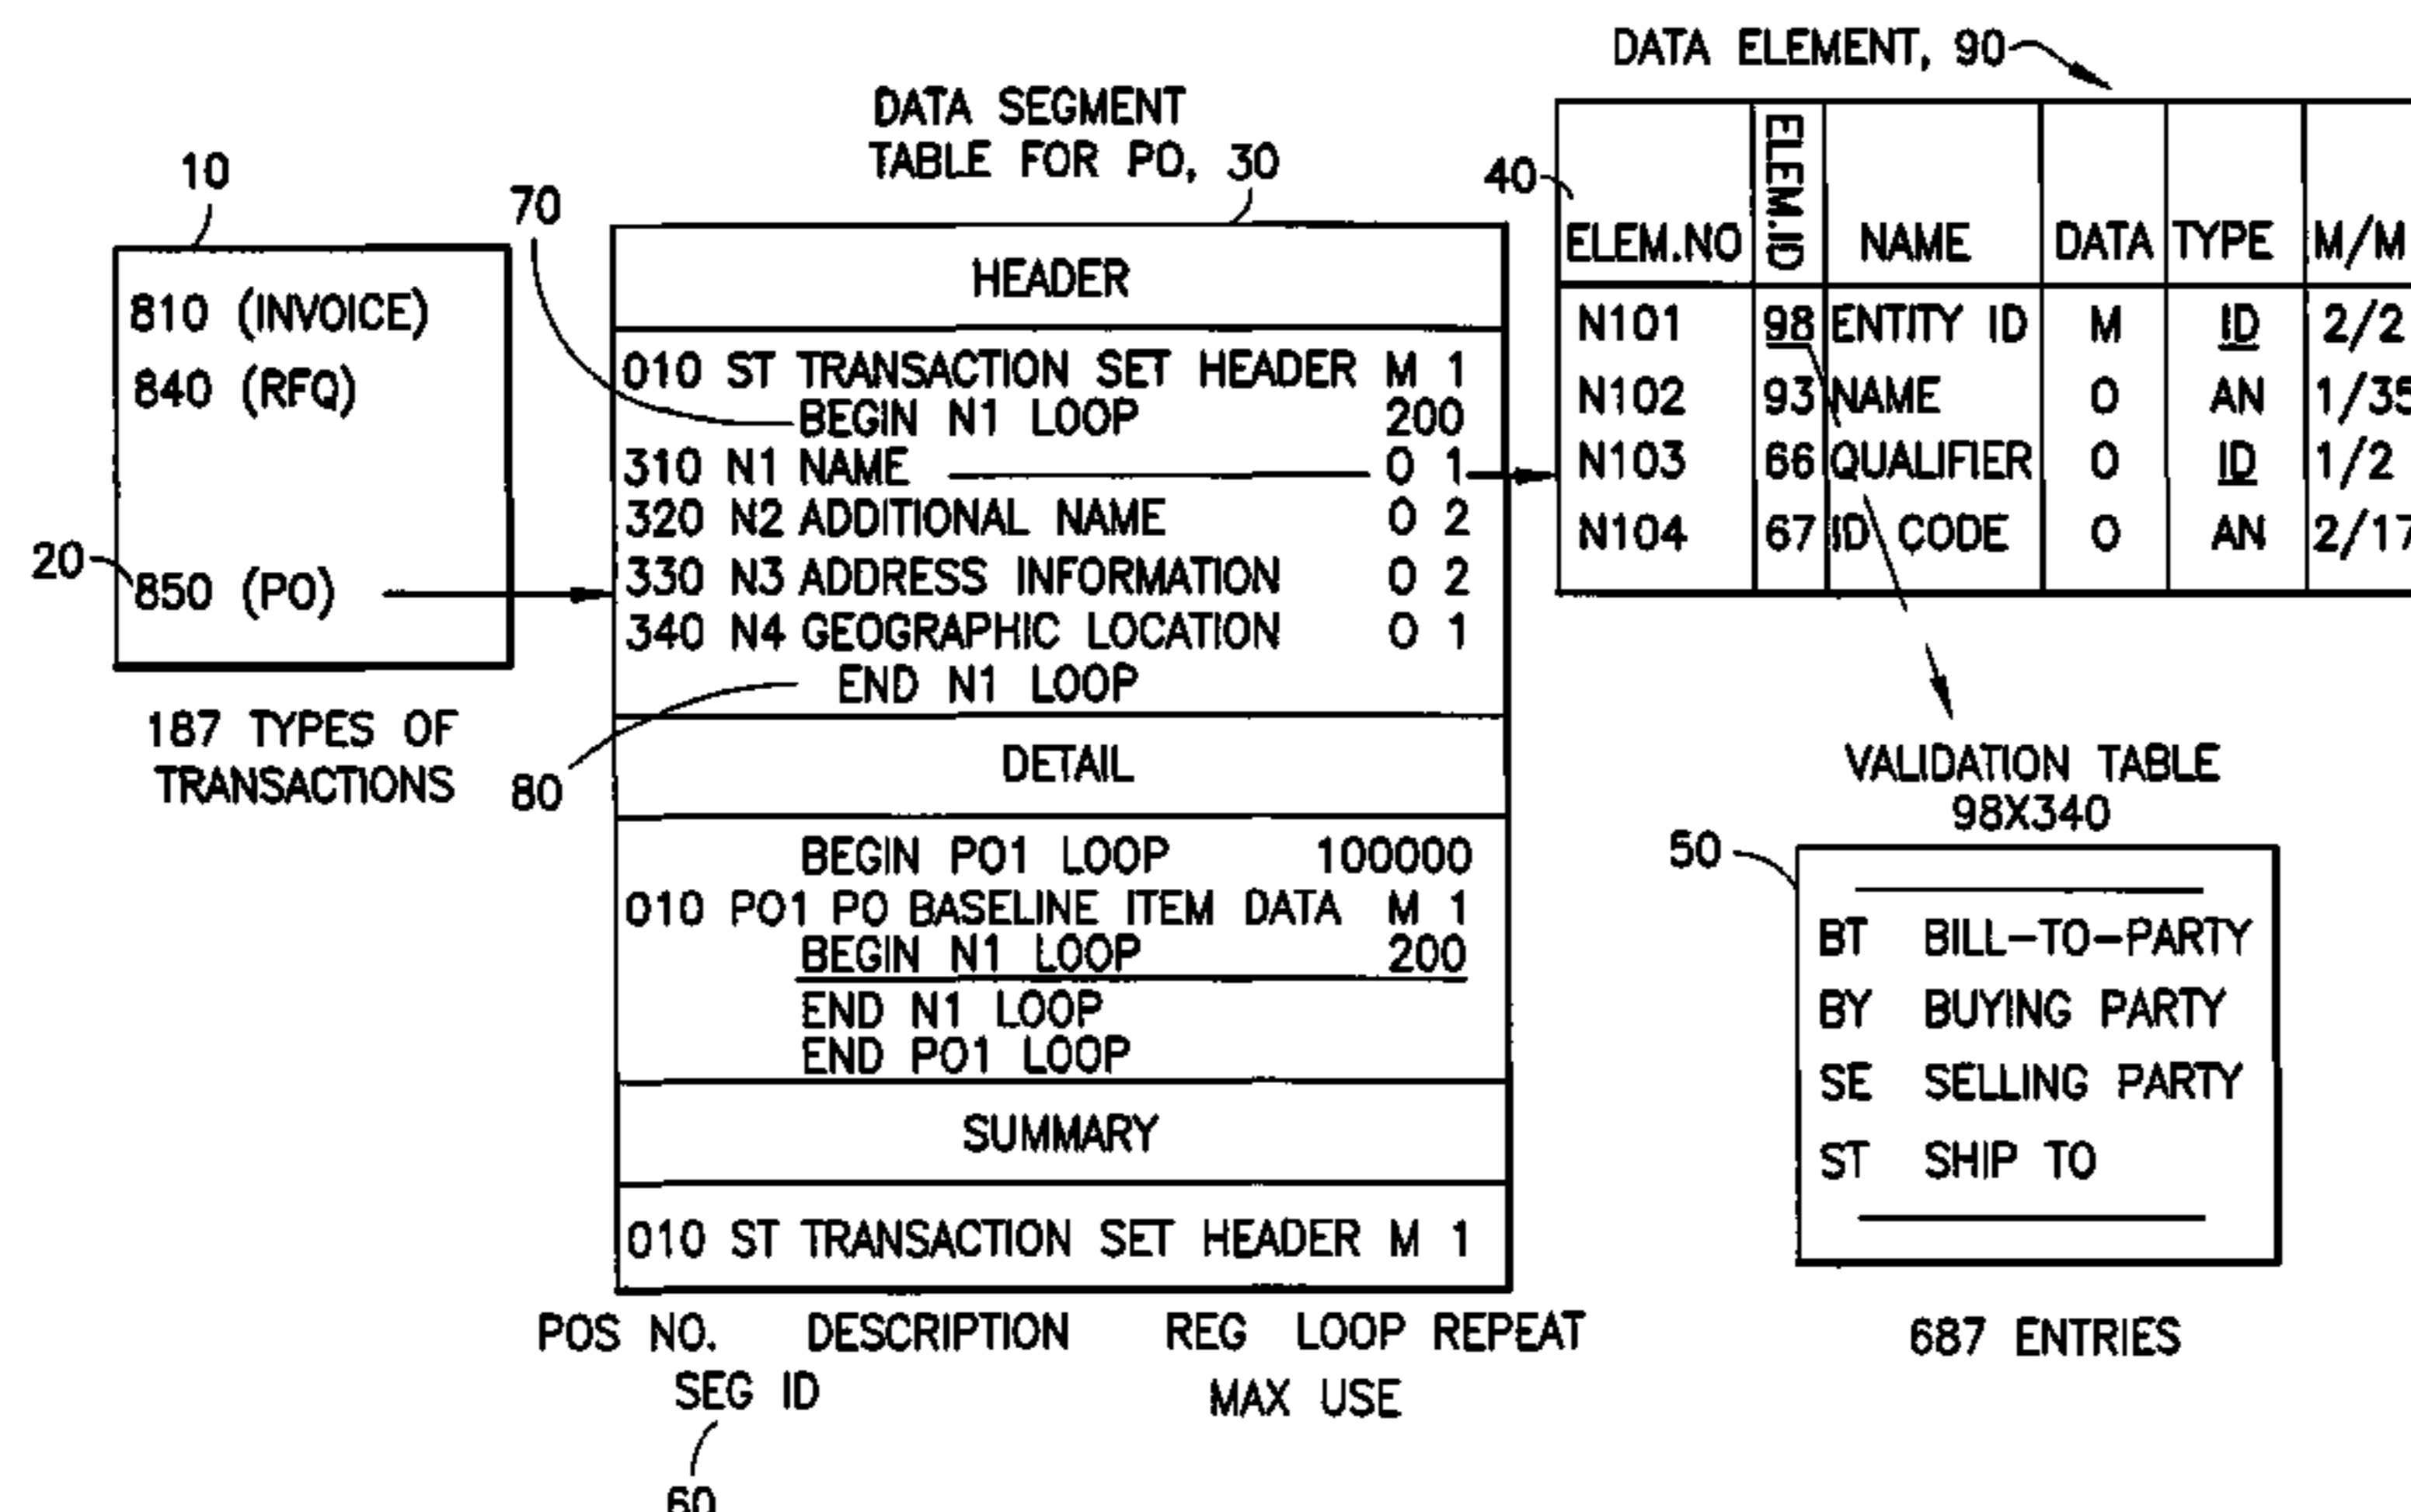 DATA ELEMENT, 90
DATA SEGMENT
TABLE FOR PO, 30
10
70
40
ELEM.NO ELEM.ID NAME DATA TYPE M/M
N101 98 ENTITY ID M ID 2/2
N102 93 NAME O AN 1/35
N103 66 QUALIFIER O ID 1/2
N104 67 ID CODE O AN 2/17
810 (INVOICE)
840 (RFQ)
20
850 (PO)
187 TYPES OF
TRANSACTIONS
HEADER
010 ST TRANSACTION SET HEADER M 1
BEGIN N1 LOOP 200
310 N1 NAME O 1
320 N2 ADDITIONAL NAME O 2
330 N3 ADDRESS INFORMATION O 2
340 N4 GEOGRAPHIC LOCATION O 1
END N1 LOOP
80
DETAIL
BEGIN PO1 LOOP 100000
010 PO1 PO BASELINE ITEM DATA M 1
BEGIN N1 LOOP 200
END N1 LOOP
END PO1 LOOP
SUMMARY
010 ST TRANSACTION SET HEADER M 1
POS NO. DESCRIPTION REG LOOP REPEAT
SEG ID MAX USE
60
VALIDATION TABLE
98X340
50
BT BILL-TO-PARTY
BY BUYING PARTY
SE SELLING PARTY
ST SHIP TO
687 ENTRIES